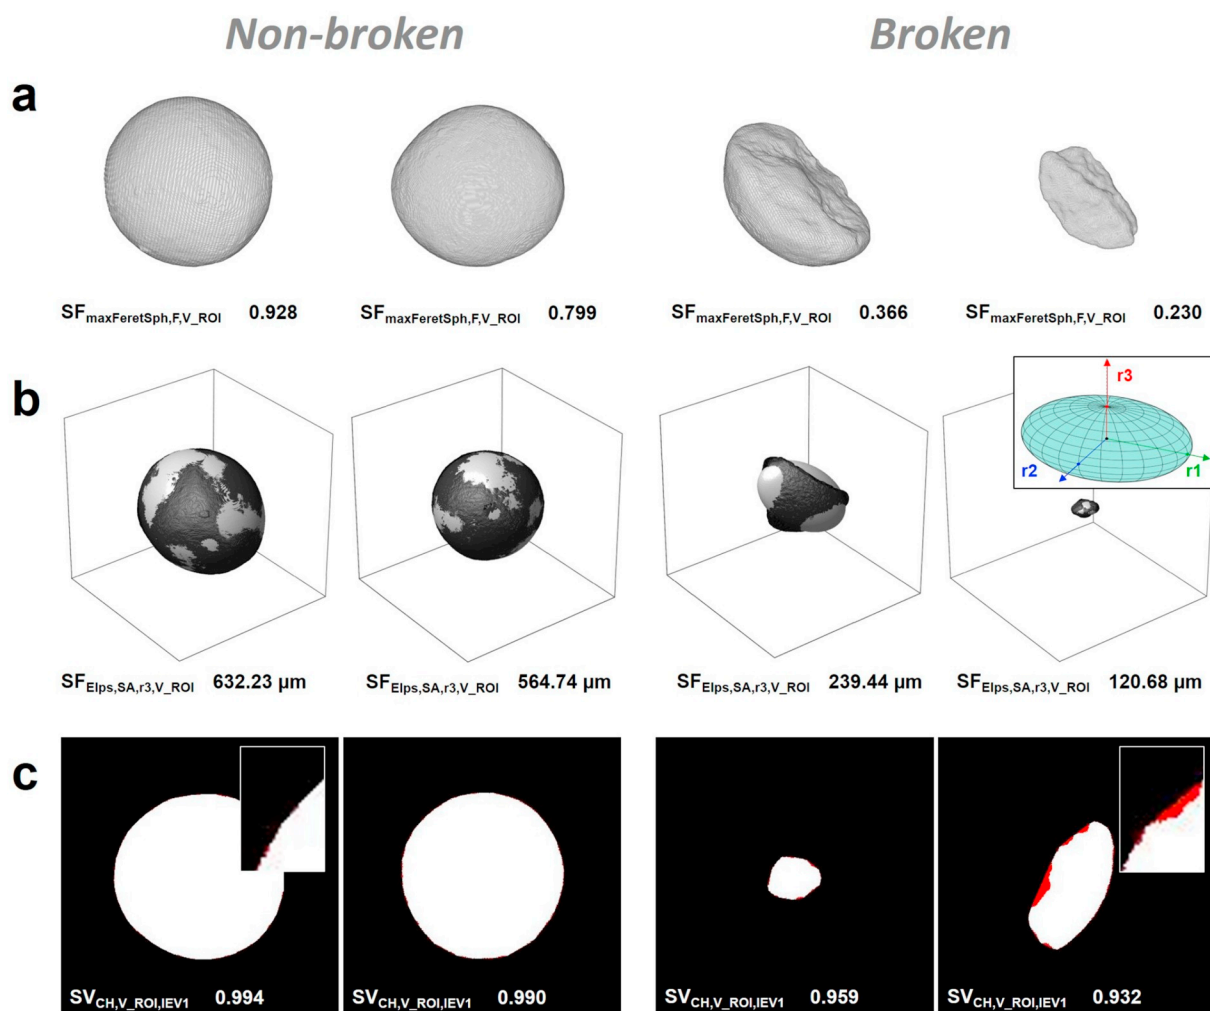 Non-broken Broken
a
SFmaxFeretSph,F,V_ROI 0.928 SFmaxFeretSph,F,V_ROI 0.799 SFmaxFeretSph,F,V_ROI 0.366 SFmaxFeretSph,F,V_ROI 0.230
b
r3
r2 r1
SFElps,SA,r3,V_ROI 632.23 µm SFElps,SA,r3,V_ROI 564.74 µm SFElps,SA,r3,V_ROI 239.44 µm SFElps,SA,r3,V_ROI 120.68 µm
c
SVCH,V_ROI,IEV1 0.994 SVCH,V_ROI,IEV1 0.990 SVCH,V_ROI,IEV1 0.959 SVCH,V_ROI,IEV1 0.932